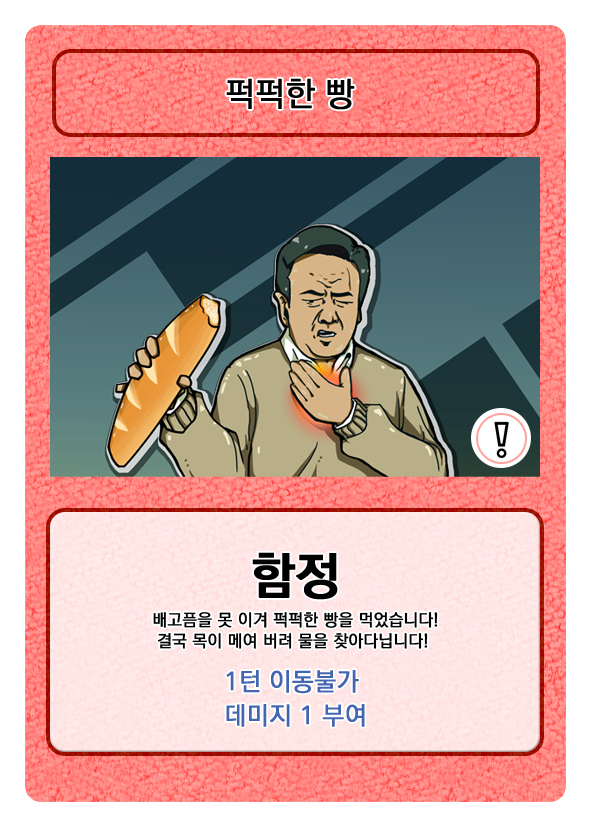 퍽퍽한 빵
!
함정
배고픔을 못 이겨 퍽퍽한 빵을 먹었습니다!
결국 목이 메여 버려 물을 찾아다닙니다!
1턴 이동불가
데미지 1 부여